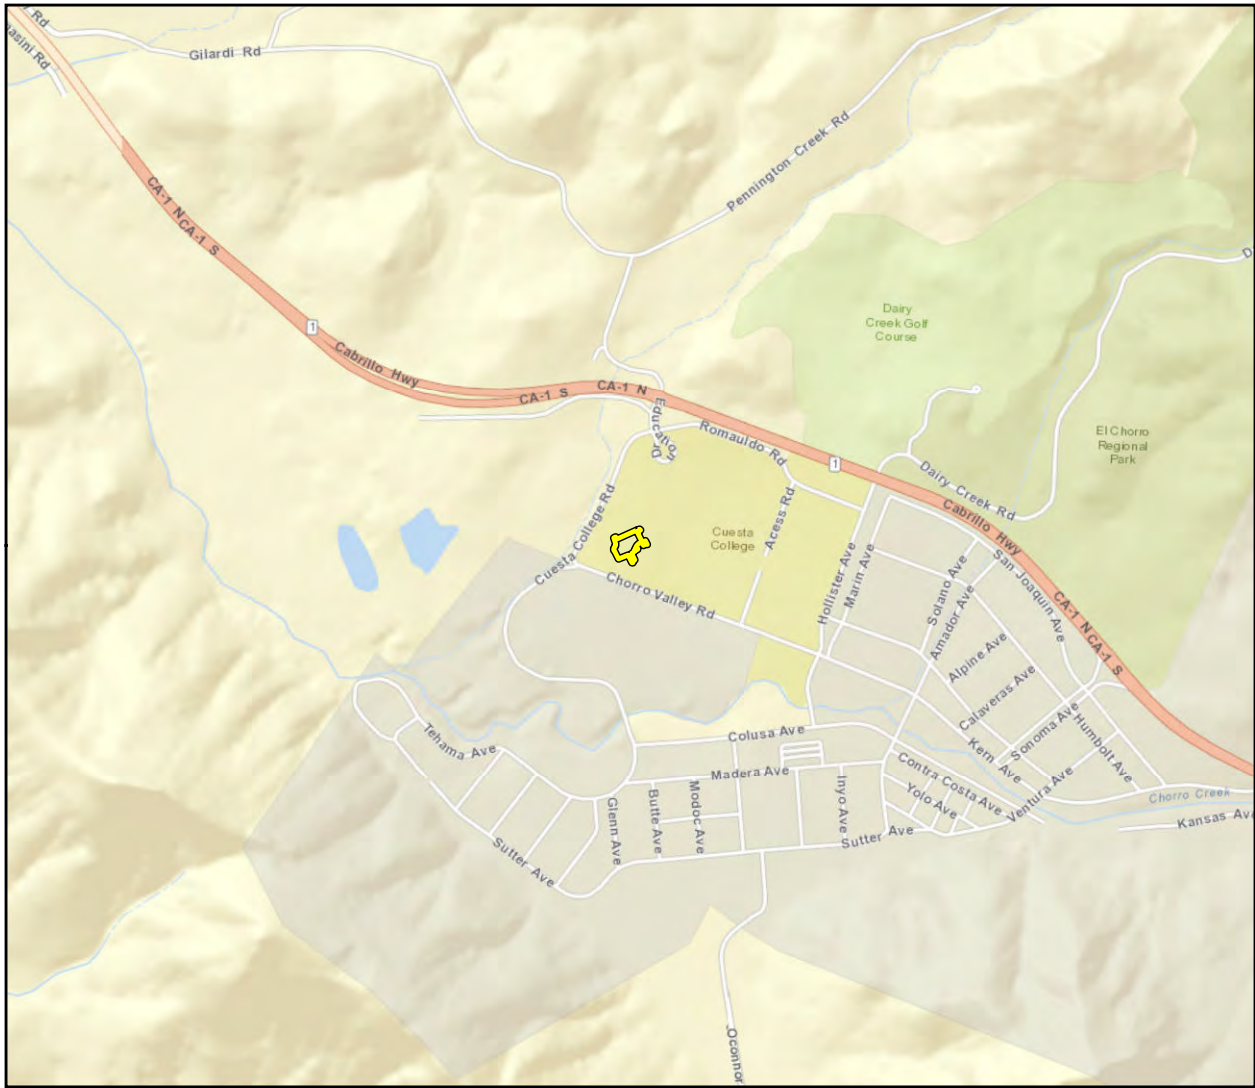 Rd
Gilardi Rd
Pennington Creek Rd
CA-1 N
CA-1 S
Dairy
Creek Golf
Course
1
Cabrillo Hwy
CA-1 S
CA-1 N
Education
Dr
Romauldo Rd
El Chorro
Regional
Park
1
Dairy Creek Rd
Cabrillo Hwy
Cuesta College Rd
Acess Rd
Cuesta
College
Hollister Ave
Marin Ave
Solano Ave
Amador Ave
San Joaquin Ave
CA-1 N
CA-1 S
Chorro Valley Rd
Alpine Ave
Calaveras Ave
Sonoma Ave
Humbolt Ave
Kern Ave
Tehama Ave
Colusa Ave
Madera Ave
Contra Costa Ave
Yolo Ave
Ventura Ave
Chorro Creek
Kansas Ave
Glenn Ave
Butte Ave
Modoc Ave
Inyo Ave
Sutter Ave
Sutter Ave
Oconnor